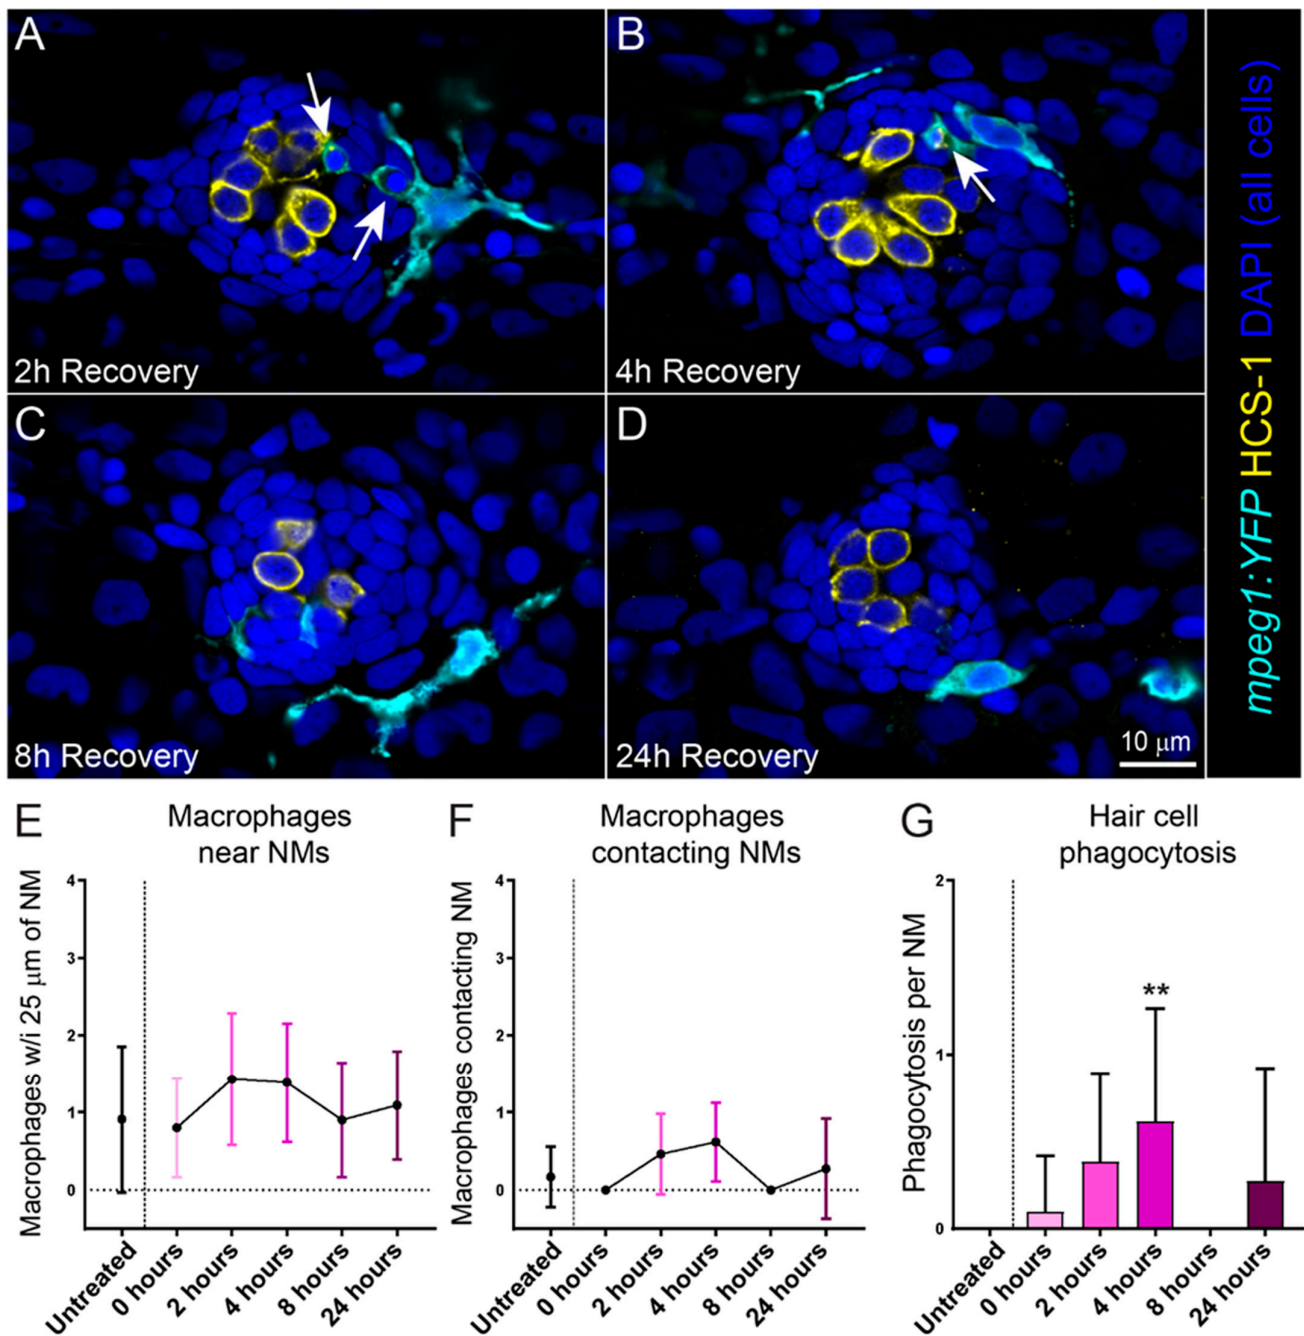 A
2h Recovery
B
4h Recovery
C
8h Recovery
D
24h Recovery
10 μm
mpeg1:YFP HCS-1 DAPI (all cells)
E
Macrophages
near NMs
Macrophages w/i 25 μm of NM
4
3
2
1
0
Untreated
0 hours
2 hours
4 hours
8 hours
24 hours
F
Macrophages
contacting NMs
Macrophages contacting NM
4
3
2
1
0
Untreated
0 hours
2 hours
4 hours
8 hours
24 hours
G
Hair cell
phagocytosis
Phagocytosis per NM
2
1
0
**
Untreated
0 hours
2 hours
4 hours
8 hours
24 hours